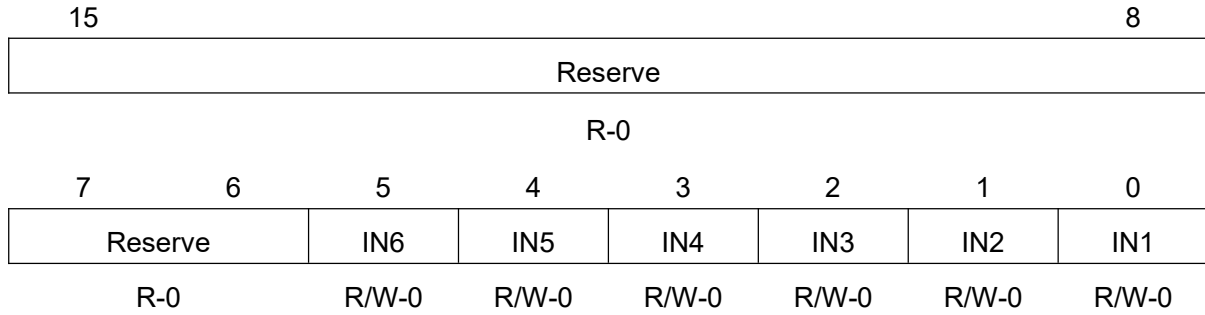 15 8
Reserve
R-0
7 6 5 4 3 2 1 0
Reserve IN6 IN5 IN4 IN3 IN2 IN1
R-0 R/W-0 R/W-0 R/W-0 R/W-0 R/W-0 R/W-0